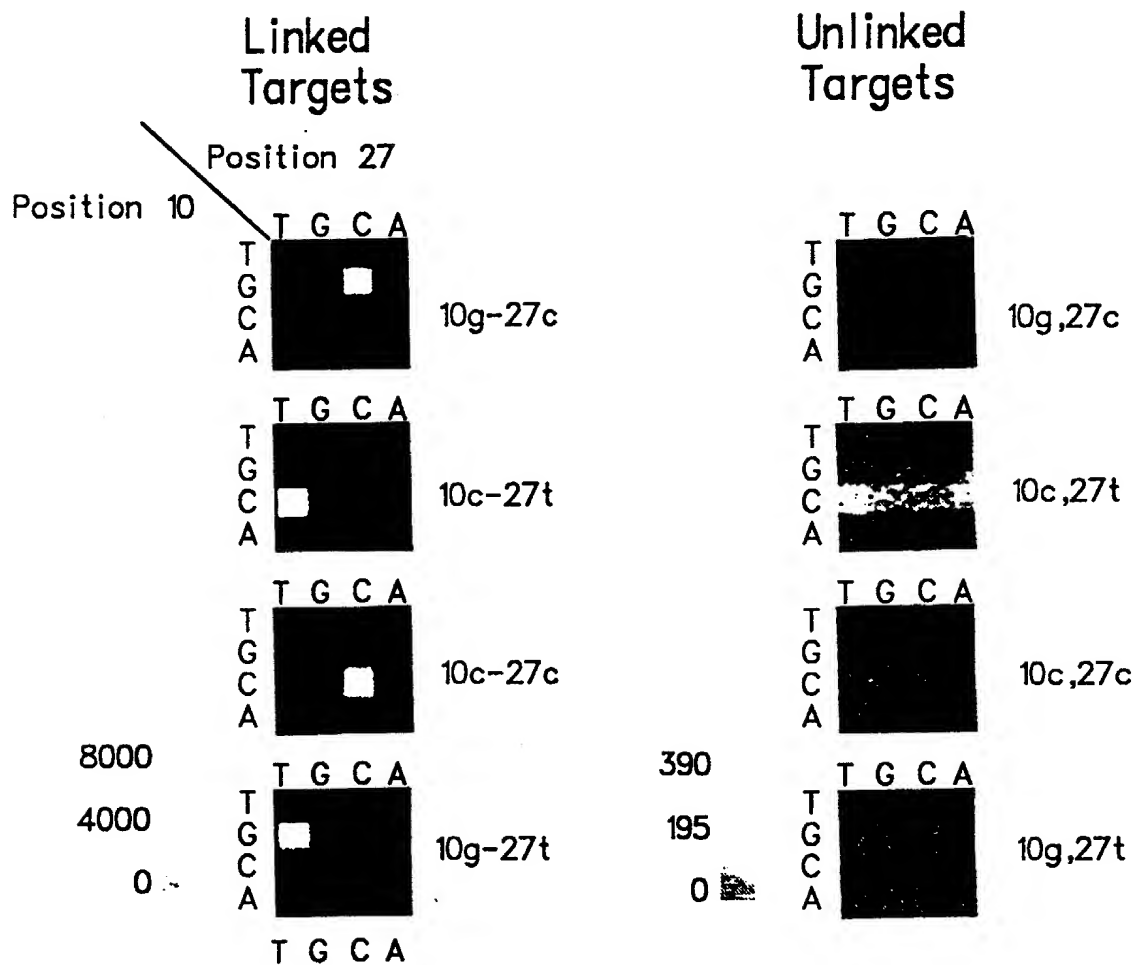 Linked
Targets
Unlinked
Targets
Position 27
Position 10
T G C A
T
G
C
A
10g-27c
T G C A
T
G
C
A
10g,27c
T G C A
T
G
C
A
10c-27t
T G C A
T
G
C
A
10c,27t
T G C A
T
G
C
A
10c-27c
T G C A
T
G
C
A
10c,27c
8000
4000
0
T G C A
T
G
C
A
10g-27t
T G C A
390
195
0
T G C A
T
G
C
A
10g,27t